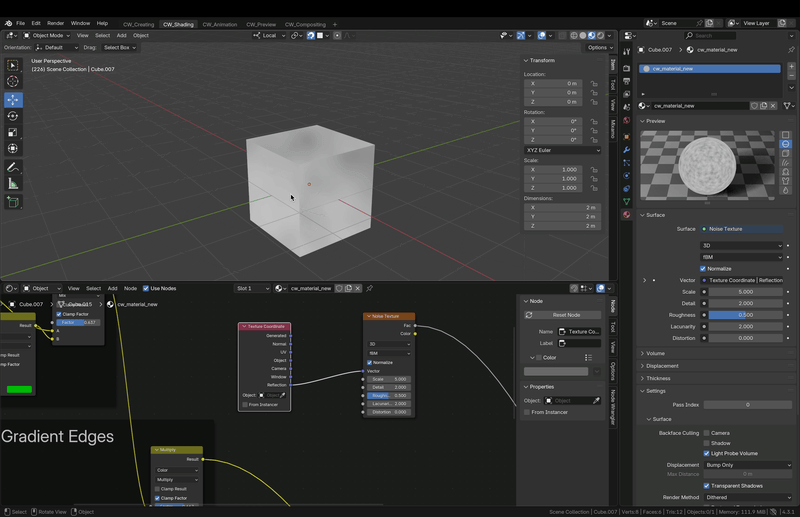 File Edit Render Window Help CW_Creating CW_Shading CW_Animation CW_Preview CW_Compositing + Scene View Layer
Object Mode View Select Add Object Local
Orientation: Default Drag: Select Box Options
User Perspective
(226) Scene Collection | Cube.007
Transform
Location:
X 0 m
Y 0 m
Z 0 m
Rotation:
X 0°
Y 0°
Z 0°
XYZ Euler
Scale:
X 1.000
Y 1.000
Z 1.000
Dimensions:
X 2 m
Y 2 m
Z 2 m
Item
Tool
View
Search
Cube.007 > cw_material_new
cw_material_new
cw_material_new
Preview
Surface
Surface Noise Texture
3D
fBM
Normalize
Vector Texture Coordinate | Reflection
Scale 5.000
Detail 2.000
Roughness 0.500
Lacunarity 2.000
Distortion 0.000
Volume
Displacement
Thickness
Settings
Pass Index 0
Surface
Backface Culling Camera
Shadow
Light Probe Volume
Displacement Bump Only
Max Distance 0 m
Transparent Shadows
Render Method Dithered
Object View Select Add Node Use Nodes Slot 1 cw_material_new
Cube.007 > Cube.015 > cw_material_new
Clamp Factor
Factor 0.637
A
B
Result
Texture Coordinate
Generated
Normal
UV
Object
Camera
Window
Reflection
Object: Object
From Instancer
Noise Texture
Fac
Color
3D
fBM
Normalize
Vector
Scale 5.000
Detail 2.000
Roughn... 0.500
Lacunari... 2.000
Distortion 0.000
Gradient Edges
Multiply
Result
Color
Multiply
Clamp Result
Clamp Factor
Node
Reset Node
Name Texture Co...
Label
Color
Properties
Object: Object
From Instancer
Node
Tool
View
Options
Node Wrangler
Select Rotate View Object Scene Collection | Cube.007 | Verts:8 | Faces:6 | Tris:12 | Objects:0/1 | Memory: 111.9 MiB 4.3.1